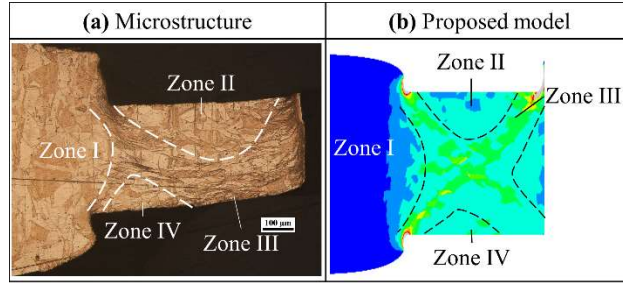 (a) Microstructure
(b) Proposed model
Zone II
Zone I
Zone IV
Zone III
100 μm
Zone II
Zone III
Zone I
Zone IV